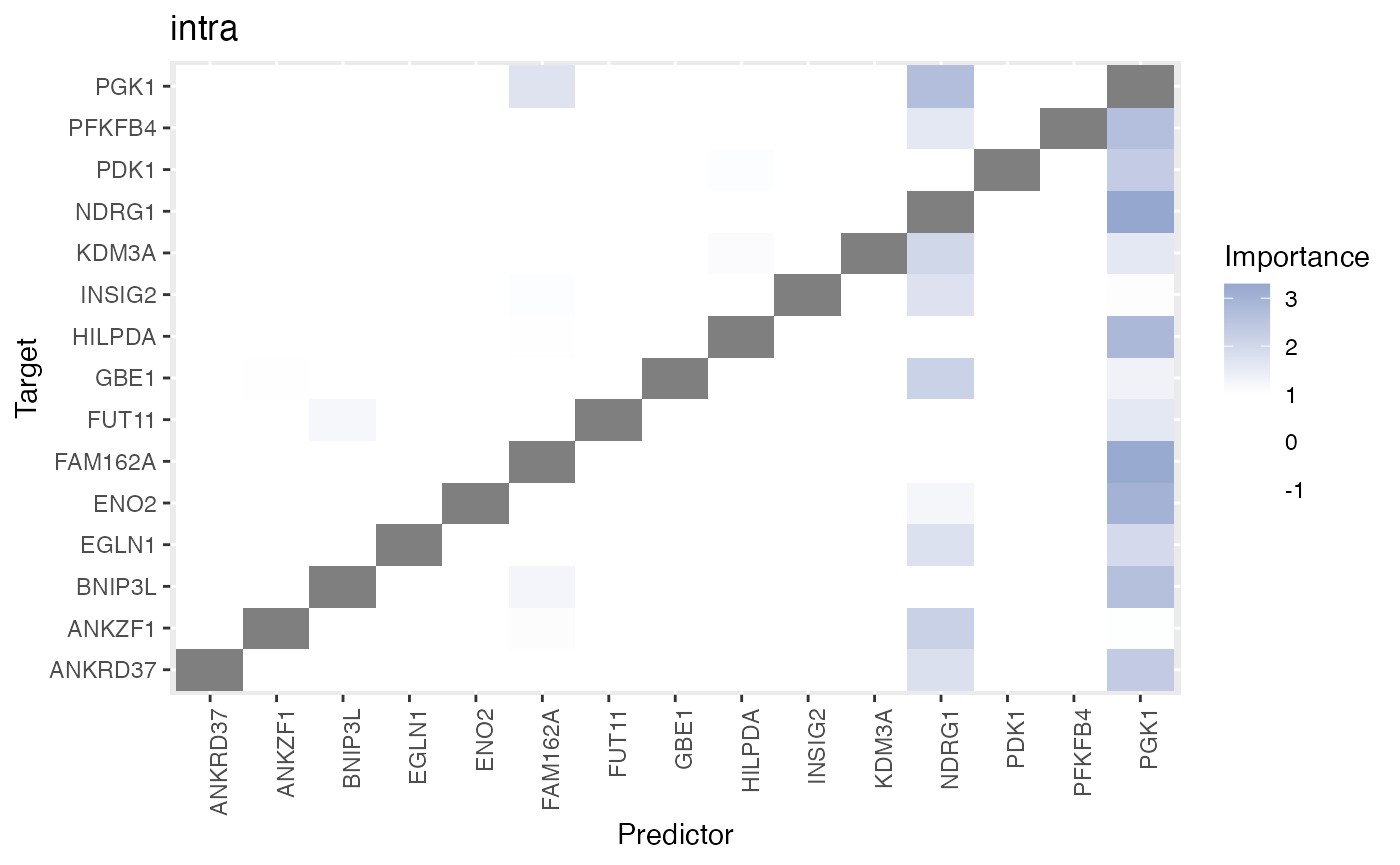 intra
PGK1
PFKFB4
PDK1
NDRG1
KDM3A
INSIG2
HILPDA
GBE1
FUT11
FAM162A
ENO2
EGLN1
BNIP3L
ANKZF1
ANKRD37
Target
ANKRD37
ANKZF1
BNIP3L
EGLN1
ENO2
FAM162A
FUT11
GBE1
HILPDA
INSIG2
KDM3A
NDRG1
PDK1
PFKFB4
PGK1
Predictor
Importance
3
2
1
0
-1